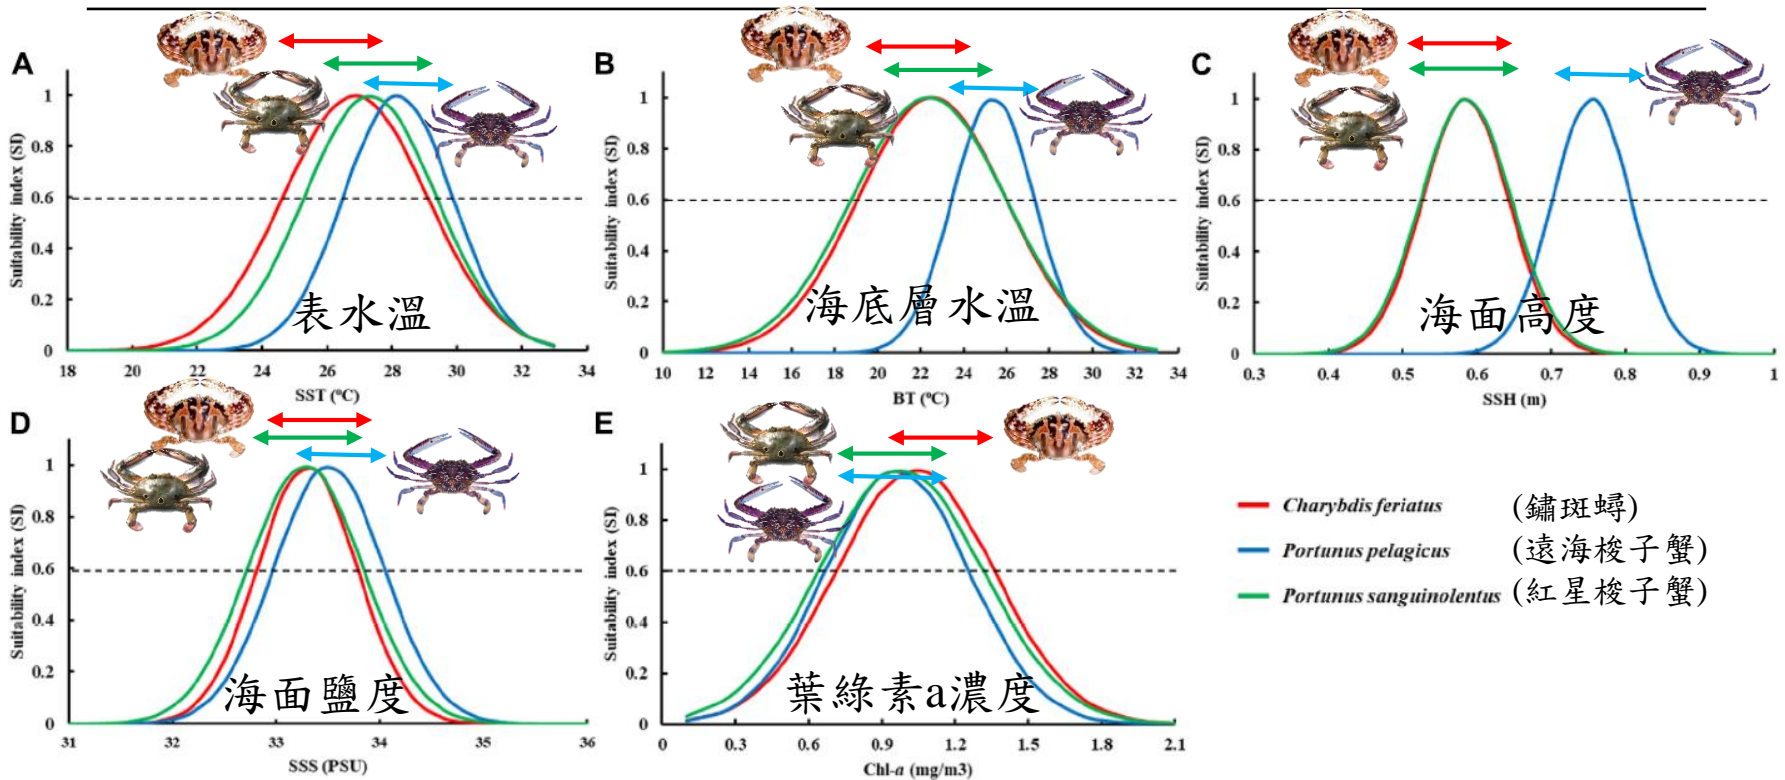 A
Suitability index (SI)
1
0.8
0.6
0.4
0.2
0
18 20 22 24 26 28 30 32 34
SST (ºC)
表水溫
B
Suitability index (SI)
1
0.8
0.6
0.4
0.2
0
10 12 14 16 18 20 22 24 26 28 30 32 34
BT (ºC)
海底層水溫
C
Suitability index (SI)
1
0.8
0.6
0.4
0.2
0
0.3 0.4 0.5 0.6 0.7 0.8 0.9 1
SSH (m)
海面高度
D
Suitability index (SI)
1
0.8
0.6
0.4
0.2
0
31 32 33 34 35 36
SSS (PSU)
海面鹽度
E
Suitability index (SI)
1
0.8
0.6
0.4
0.2
0
0 0.3 0.6 0.9 1.2 1.5 1.8 2.1
Chl-a (mg/m3)
葉綠素a濃度
Charybdis feriatus (鏽斑蟳)
Portunus pelagicus (遠海梭子蟹)
Portunus sanguinolentus (紅星梭子蟹)